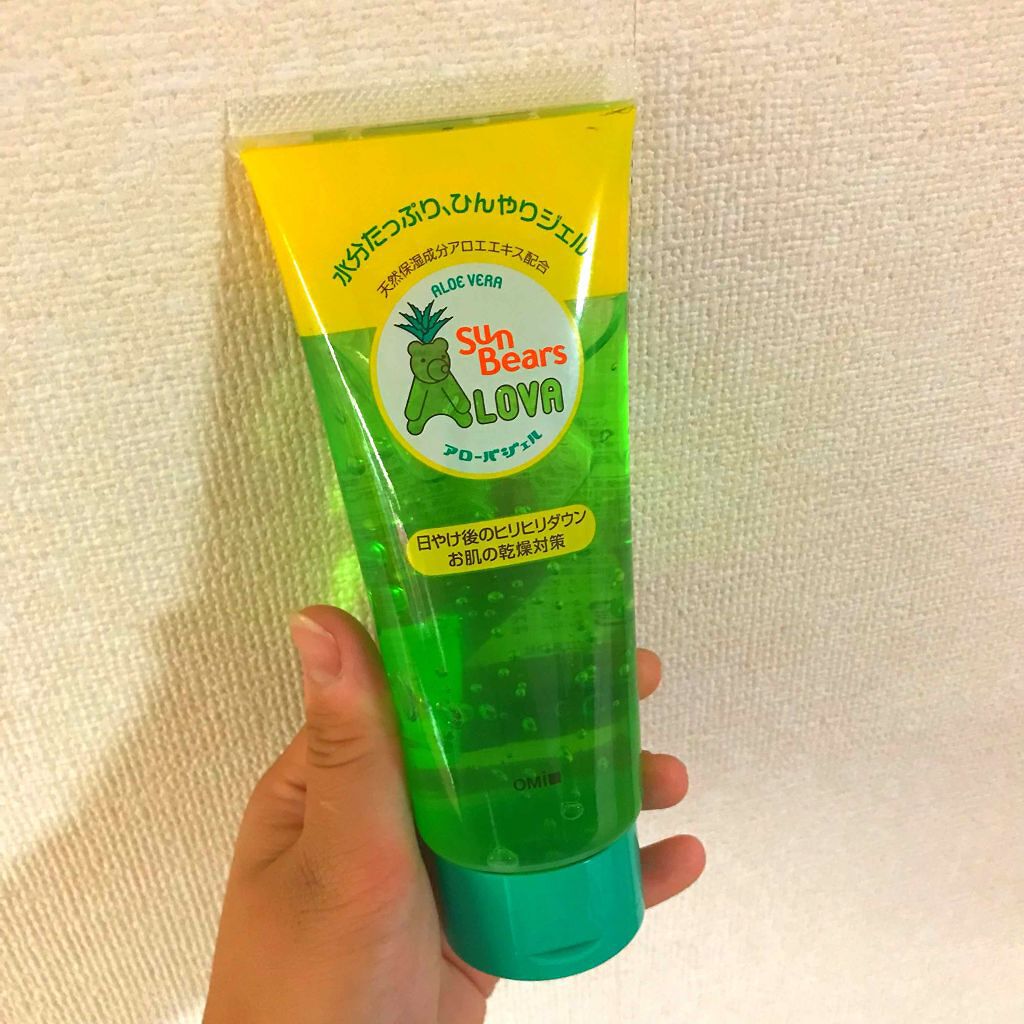 水分たっぷり、ひんやりジェル
天然保湿成分アロエエキス配合
ALOE VERA
Sun
Bears
ALOVA
アローバジェル
日やけ後のヒリヒリダウン
お肌の乾燥対策
OMI